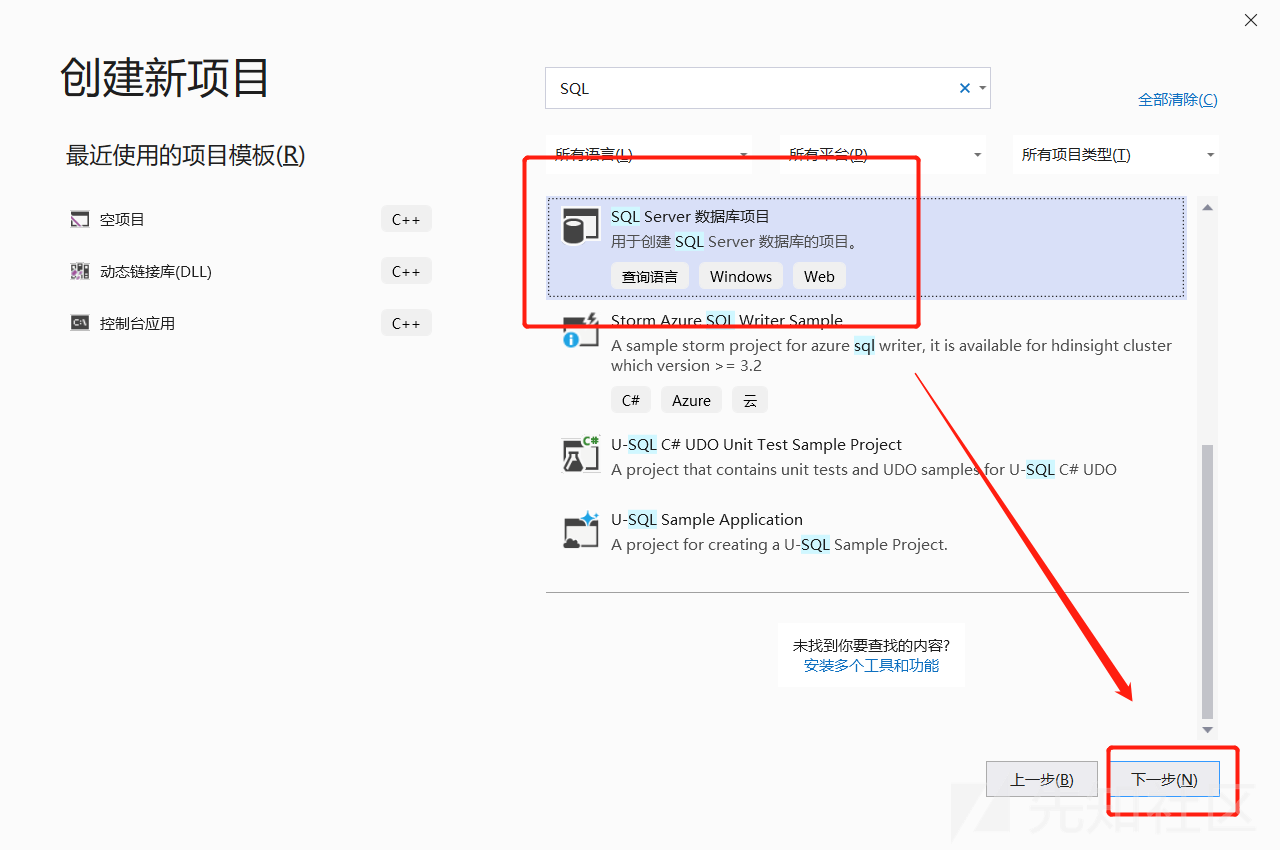 创建新项目
最近使用的项目模板(R)
空项目
C++
动态链接库(DLL)
C++
控制台应用
C++
SQL
全部清除(C)
所有语言(L)
所有平台(P)
所有项目类型(T)
SQL Server 数据库项目
用于创建 SQL Server 数据库的项目。
查询语言 Windows Web
Storm Azure SQL Writer Sample
A sample storm project for azure sql writer, it is available for hdinsight cluster
which version >= 3.2
C# Azure 云
C#
U-SQL C# UDO Unit Test Sample Project
A project that contains unit tests and UDO samples for U-SQL C# UDO
U-SQL Sample Application
A project for creating a U-SQL Sample Project.
未找到你要查找的内容?
安装多个工具和功能
上一步(B)
下一步(N)
先知社区